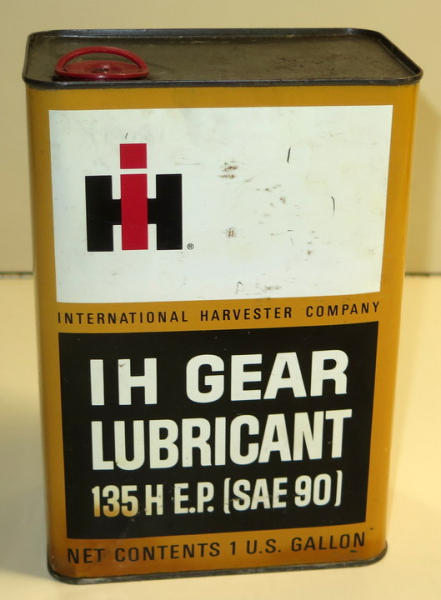 IH
®
INTERNATIONAL HARVESTER COMPANY
IH GEAR
LUBRICANT
135 H E.P. (SAE 90)
NET CONTENTS 1 U.S. GALLON